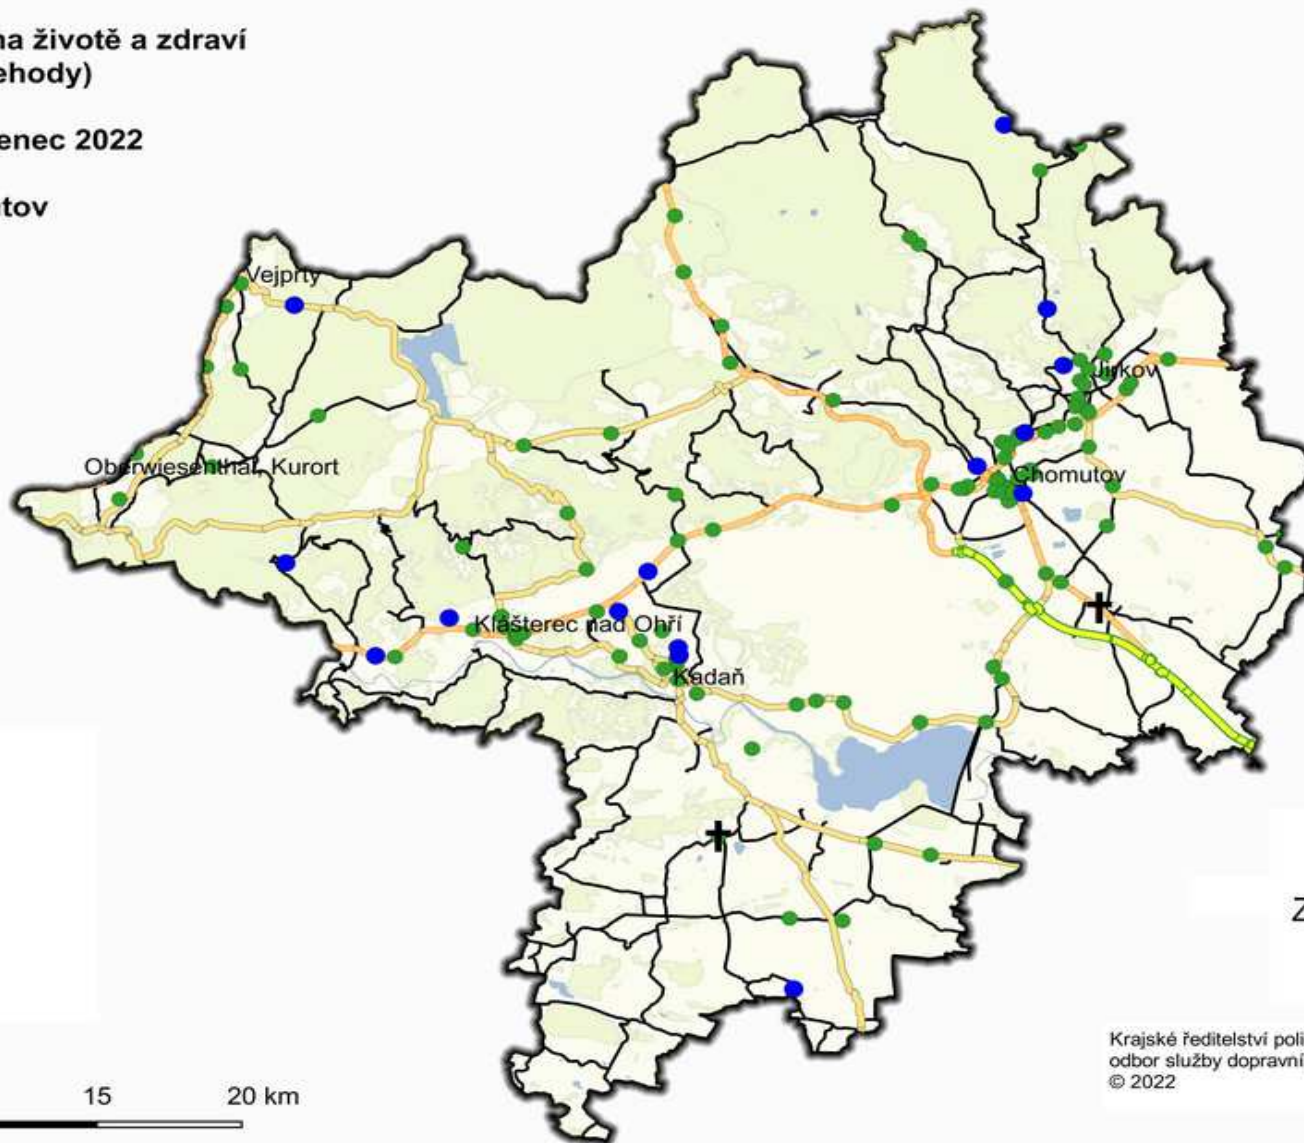 na životě a zdraví
ehody)
enec 2022
tov
Vejprty
Jirkov
Oberwiesenthal, Kurort
Chomutov
Klášterec nad Ohří
Kadaň
Z
Krajské ředitelství poli
odbor služby dopravní
© 2022
15 20 km